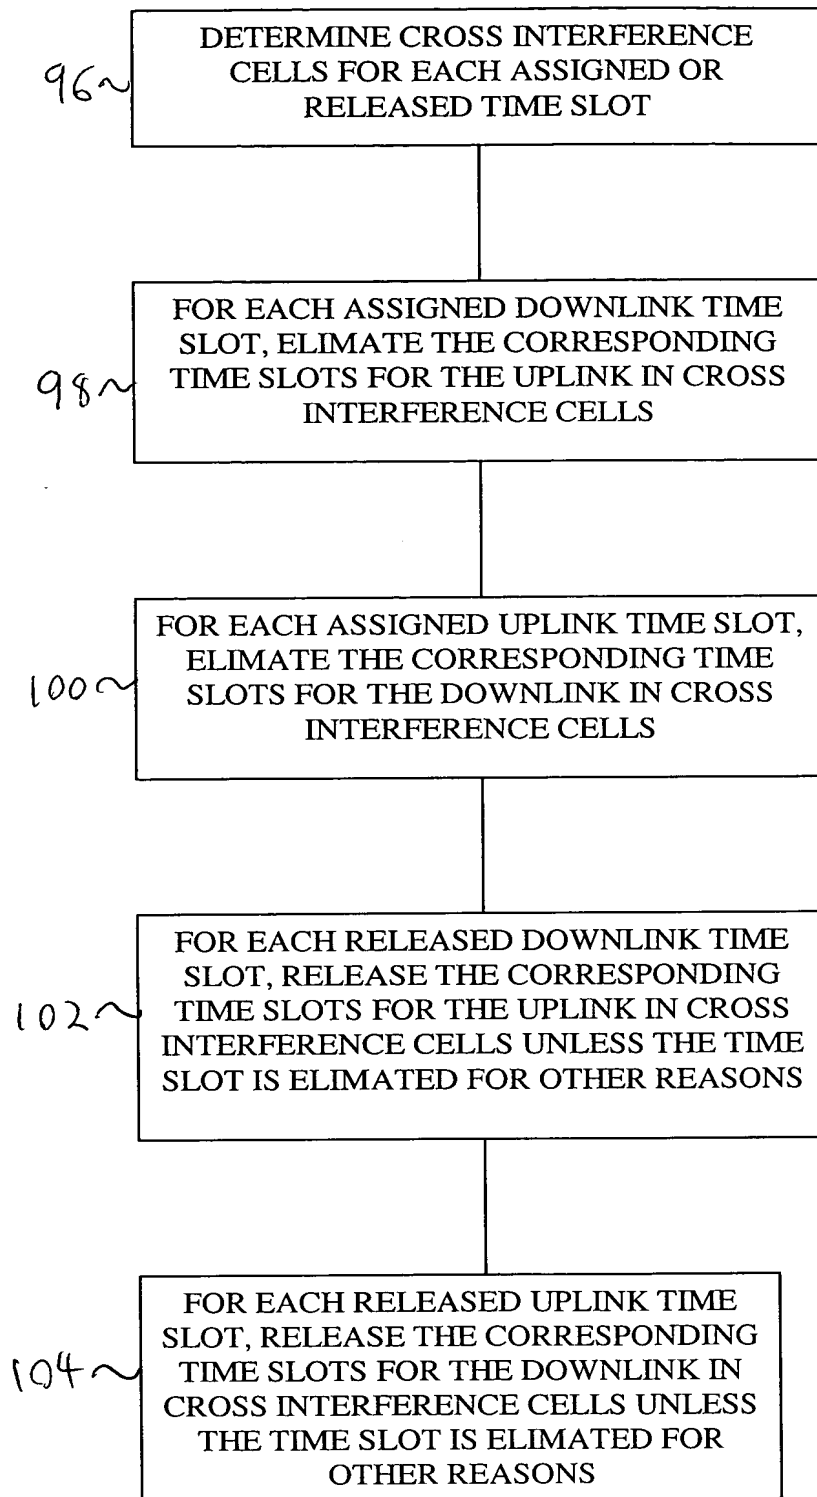 DETERMINE CROSS INTERFERENCE
CELLS FOR EACH ASSIGNED OR
RELEASED TIME SLOT
96
FOR EACH ASSIGNED DOWNLINK TIME
SLOT, ELIMATE THE CORRESPONDING
TIME SLOTS FOR THE UPLINK IN CROSS
INTERFERENCE CELLS
98
FOR EACH ASSIGNED UPLINK TIME SLOT,
ELIMATE THE CORRESPONDING TIME
SLOTS FOR THE DOWNLINK IN CROSS
INTERFERENCE CELLS
100
FOR EACH RELEASED DOWNLINK TIME
SLOT, RELEASE THE CORRESPONDING
TIME SLOTS FOR THE UPLINK IN CROSS
INTERFERENCE CELLS UNLESS THE TIME
SLOT IS ELIMATED FOR OTHER REASONS
102
FOR EACH RELEASED UPLINK TIME
SLOT, RELEASE THE CORRESPONDING
TIME SLOTS FOR THE DOWNLINK IN
CROSS INTERFERENCE CELLS UNLESS
THE TIME SLOT IS ELIMATED FOR
OTHER REASONS
104